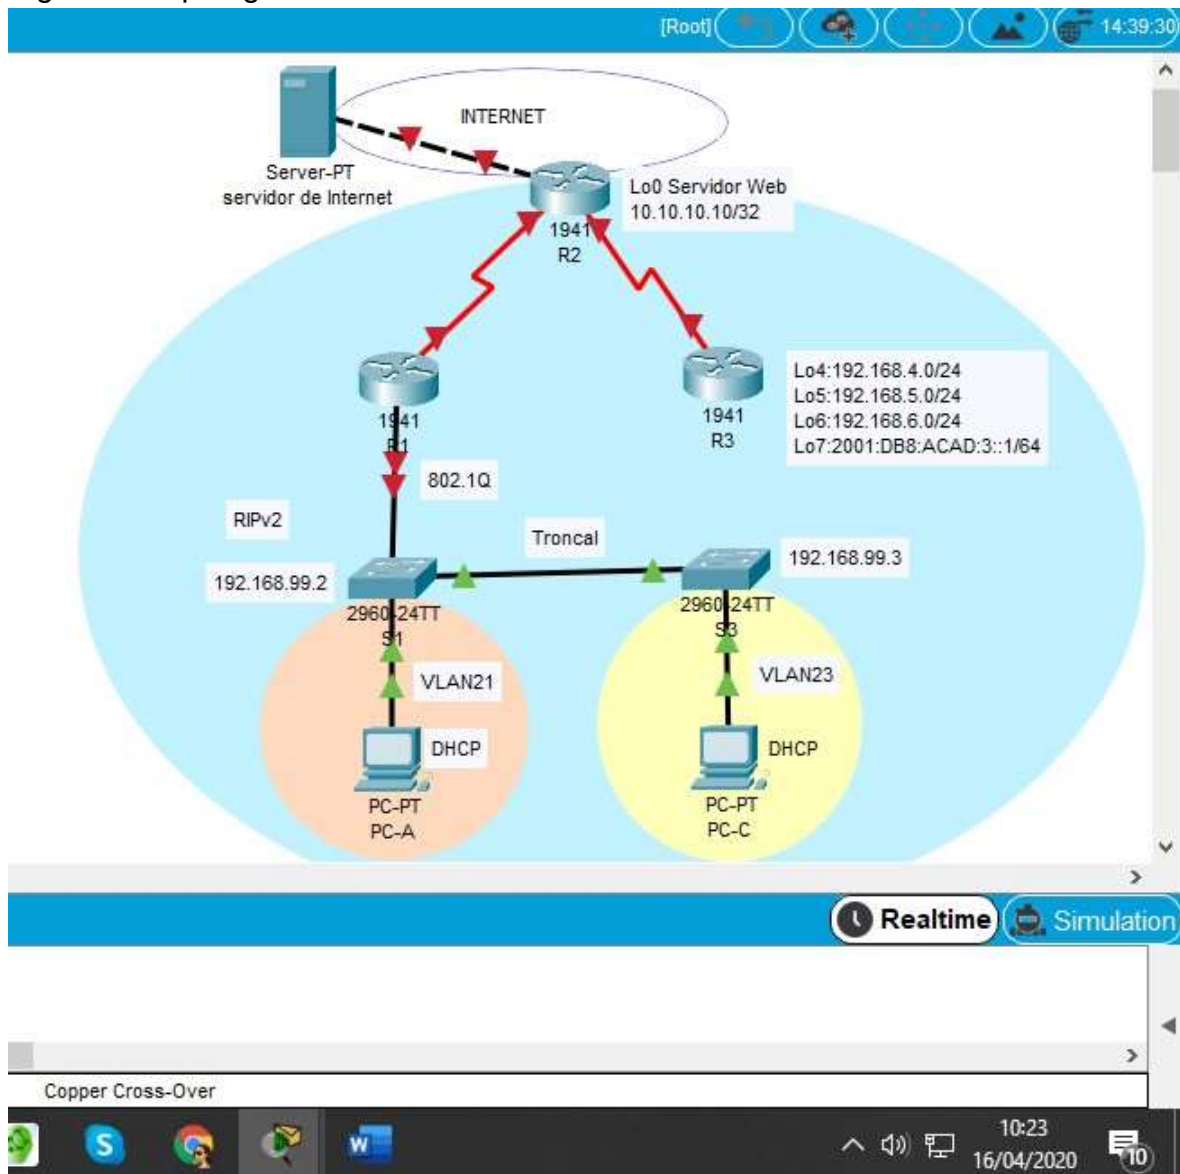 [Root]
14:39:30
INTERNET
Server-PT
servidor de Internet
Lo0 Servidor Web
10.10.10.10/32
1941
R2
1941
R1
1941
R3
Lo4:192.168.4.0/24
Lo5:192.168.5.0/24
Lo6:192.168.6.0/24
Lo7:2001:DB8:ACAD:3::1/64
802.1Q
RIPv2
Troncal
192.168.99.2
192.168.99.3
2960-24TT
S1
2960-24TT
S3
VLAN21
VLAN23
DHCP
DHCP
PC-PT
PC-A
PC-PT
PC-C
Realtime
Simulation
Copper Cross-Over
10:23
16/04/2020
10